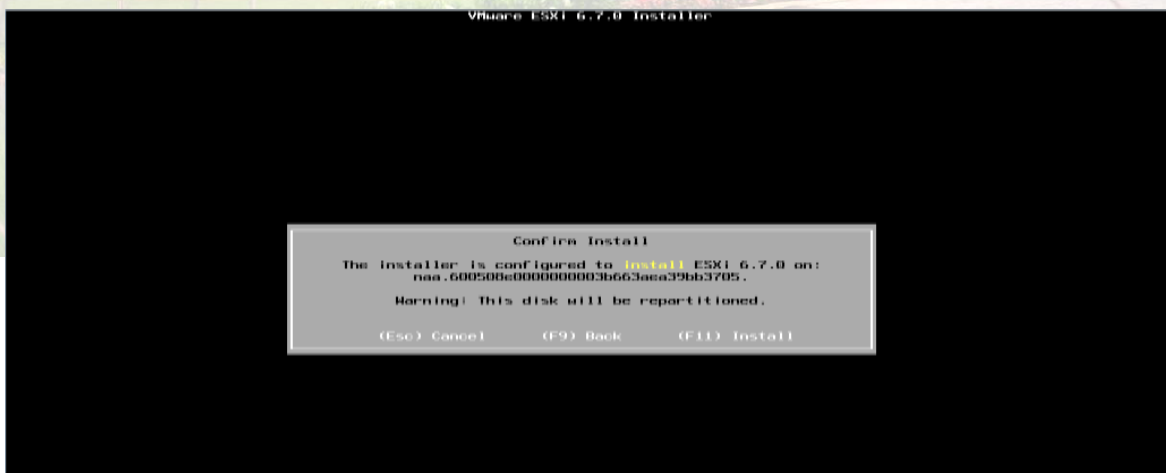 VMware ESXi 6.7.0 Installer
Confirm Install
The installer is configured to install ESXi 6.7.0 on:
naa.600508e0000000003b663aea39bb3705.
Warning: This disk will be repartitioned.
(Esc) Cancel (F9) Back (F11) Install